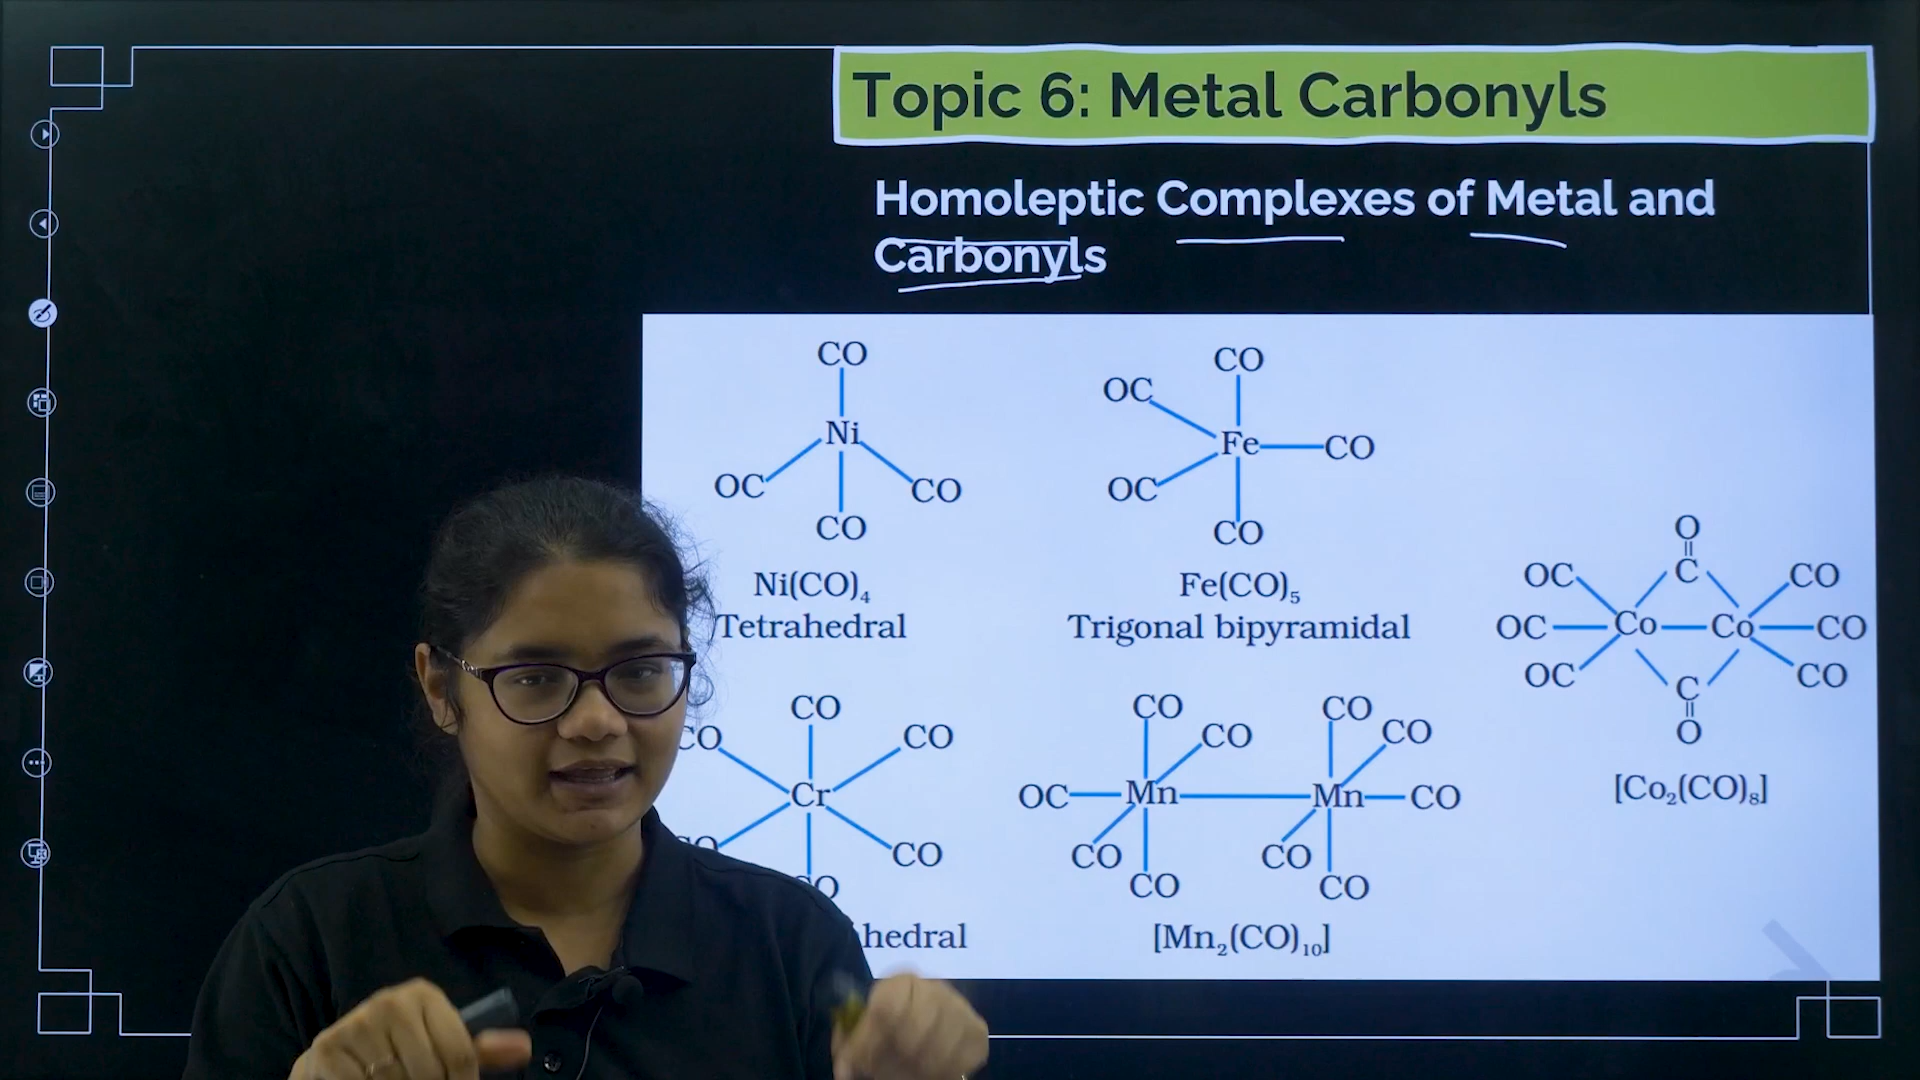 Topic 6: Metal Carbonyls
Homoleptic Complexes of Metal and
Carbonyls
CO
Ni
OC
CO
CO
Ni(CO)₄
Tetrahedral
CO
OC
Fe
CO
OC
CO
Fe(CO)₅
Trigonal bipyramidal
O
C
OC
CO
OC
Co
Co
CO
OC
CO
C
O
[Co₂(CO)₈]
CO
CO
CO
Cr
CO
CO
CO
CO
CO
CO
OC
Mn
Mn
CO
CO
CO
CO
CO
[Mn₂(CO)₁₀]